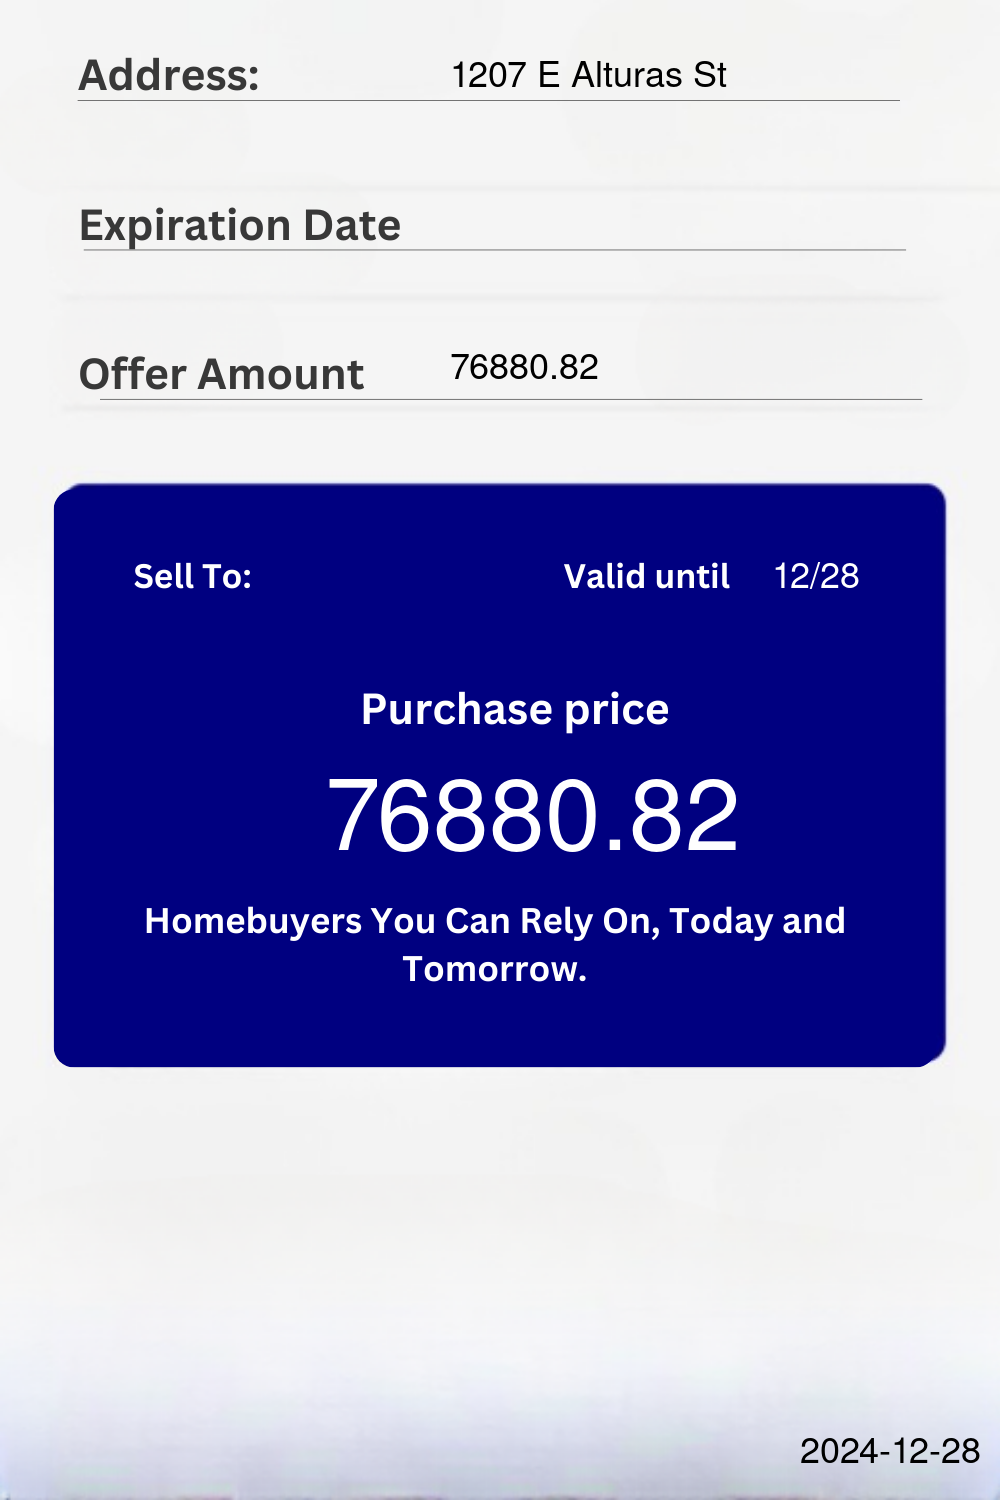 Address: 1207 E Alturas St
Expiration Date
Offer Amount 76880.82
Sell To: Valid until 12/28
Purchase price
76880.82
Homebuyers You Can Rely On, Today and
Tomorrow.
2024-12-28